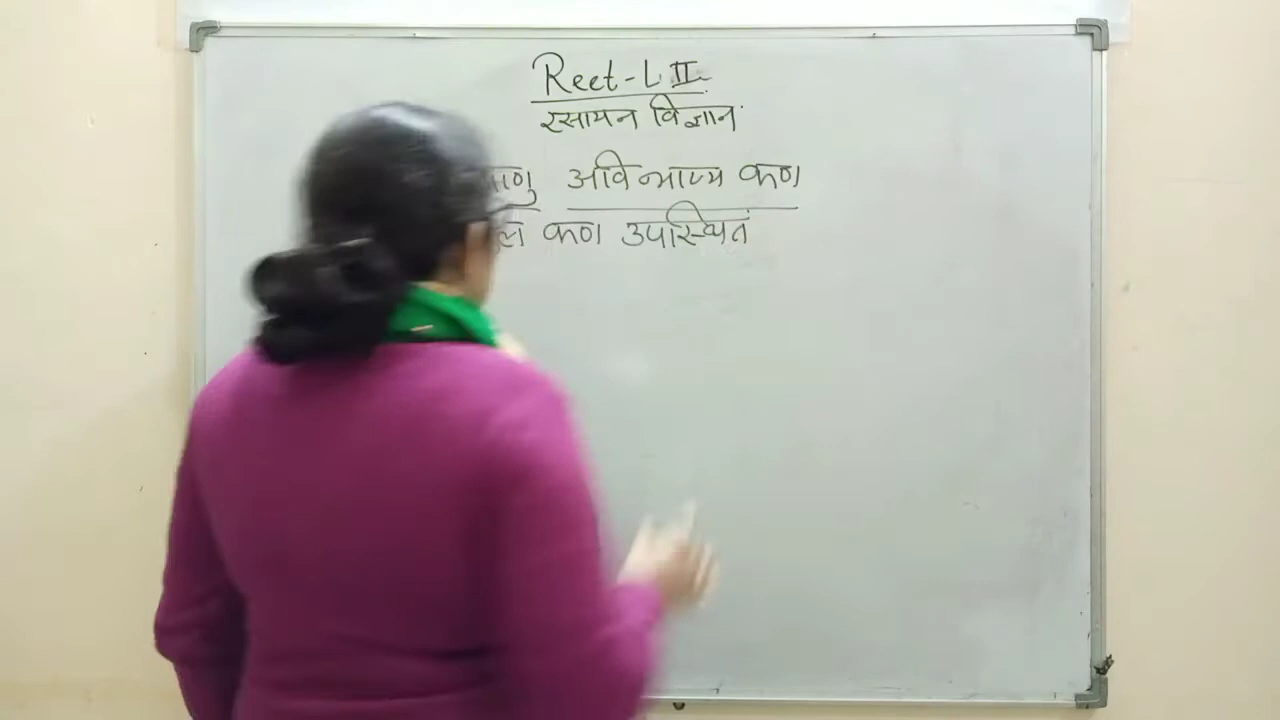 Reet-L II
रसायन विज्ञान
अविभाज्य कण
कण उपस्थित